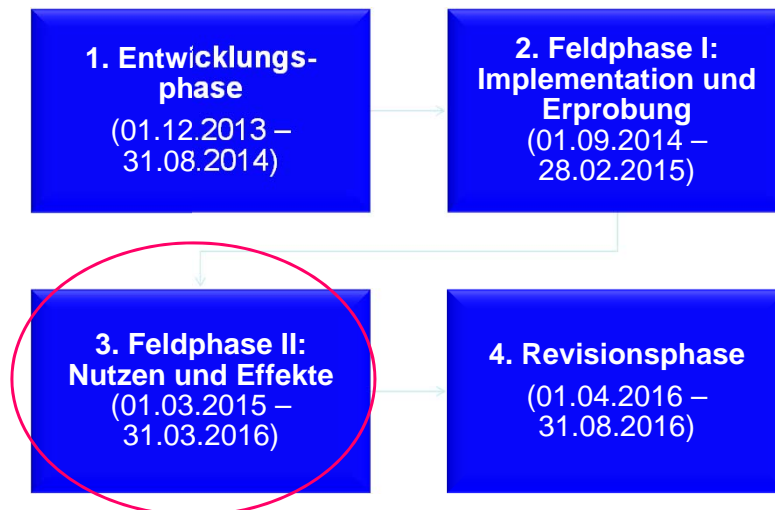 1. Entwicklungs-
phase
(01.12.2013 –
31.08.2014)
2. Feldphase I:
Implementation und
Erprobung
(01.09.2014 –
28.02.2015)
3. Feldphase II:
Nutzen und Effekte
(01.03.2015 –
31.03.2016)
4. Revisionsphase
(01.04.2016 –
31.08.2016)